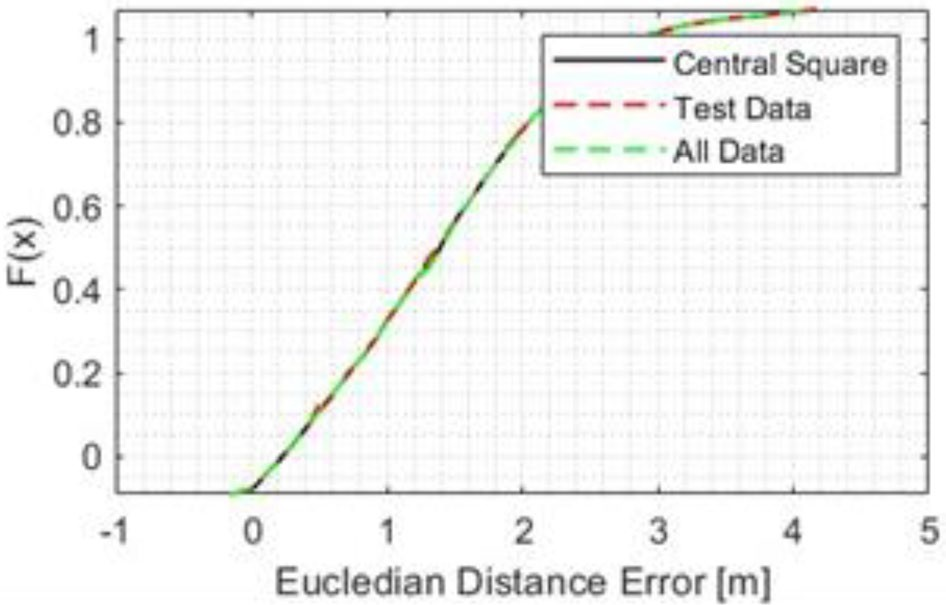 1
0.8
0.6
0.4
0.2
0
F(x)
Central Square
Test Data
All Data
-1 0 1 2 3 4 5
Eucledian Distance Error [m]